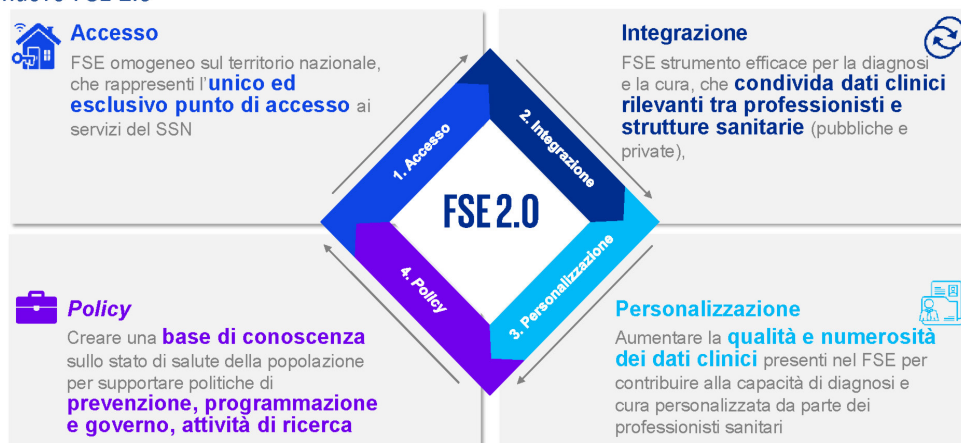 nuovo FSE 2.0
Accesso
FSE omogeneo sul territorio nazionale,
che rappresenti l'unico ed
esclusivo punto di accesso ai
servizi del SSN
Integrazione
FSE strumento efficace per la diagnosi
e la cura, che condivida dati clinici
rilevanti tra professionisti e
strutture sanitarie (pubbliche e
private),
1. Accesso
2. Integrazione
FSE 2.0
4. Policy
3. Personalizzazione
Policy
Creare una base di conoscenza
sullo stato di salute della popolazione
per supportare politiche di
prevenzione, programmazione
e governo, attività di ricerca
Personalizzazione
Aumentare la qualità e numerosità
dei dati clinici presenti nel FSE per
contribuire alla capacità di diagnosi e
cura personalizzata da parte dei
professionisti sanitari